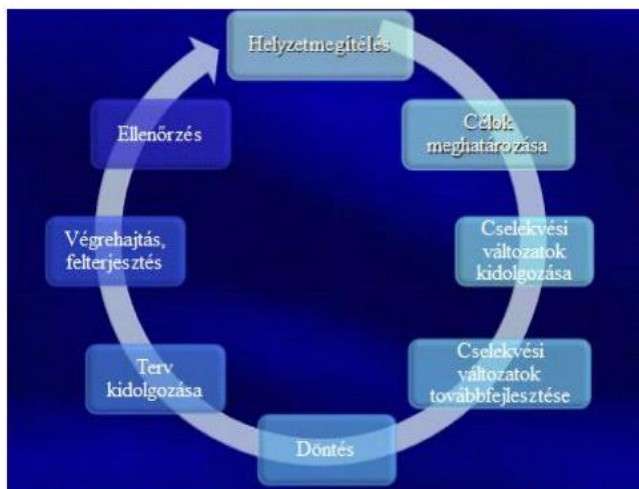 Helyzetmegítélés
Célok
meghatározása
Cselekvési
változatok
kidolgozása
Cselekvési
változatok
továbbfejlesztése
Döntés
Terv
kidolgozása
Végrehajtás,
felterjesztés
Ellenőrzés